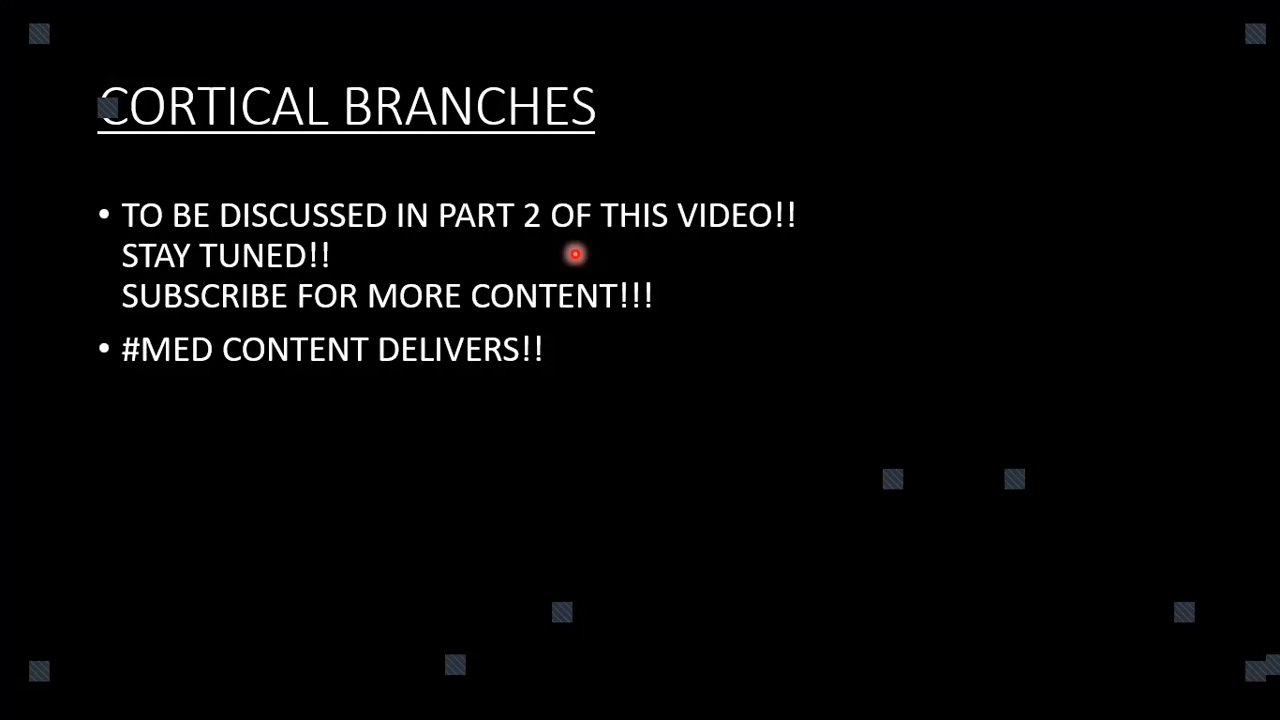 CORTICAL BRANCHES
• TO BE DISCUSSED IN PART 2 OF THIS VIDEO!!
STAY TUNED!!
SUBSCRIBE FOR MORE CONTENT!!!
• #MED CONTENT DELIVERS!!